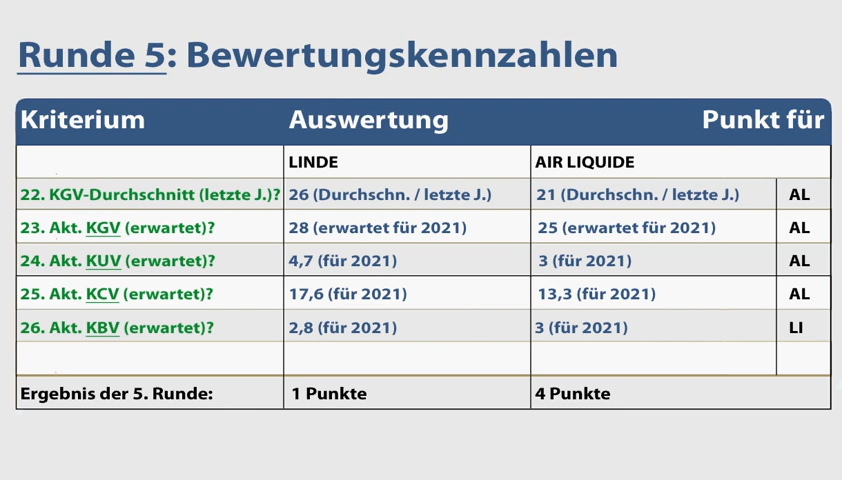 Runde 5: Bewertungskennzahlen
Kriterium Auswertung Punkt für
LINDE AIR LIQUIDE
22. KGV-Durchschnitt (letzte J.)? 26 (Durchschn. / letzte J.) 21 (Durchschn. / letzte J.) AL
23. Akt. KGV (erwartet)? 28 (erwartet für 2021) 25 (erwartet für 2021) AL
24. Akt. KUV (erwartet)? 4,7 (für 2021) 3 (für 2021) AL
25. Akt. KCV (erwartet)? 17,6 (für 2021) 13,3 (für 2021) AL
26. Akt. KBV (erwartet)? 2,8 (für 2021) 3 (für 2021) LI
Ergebnis der 5. Runde: 1 Punkte 4 Punkte